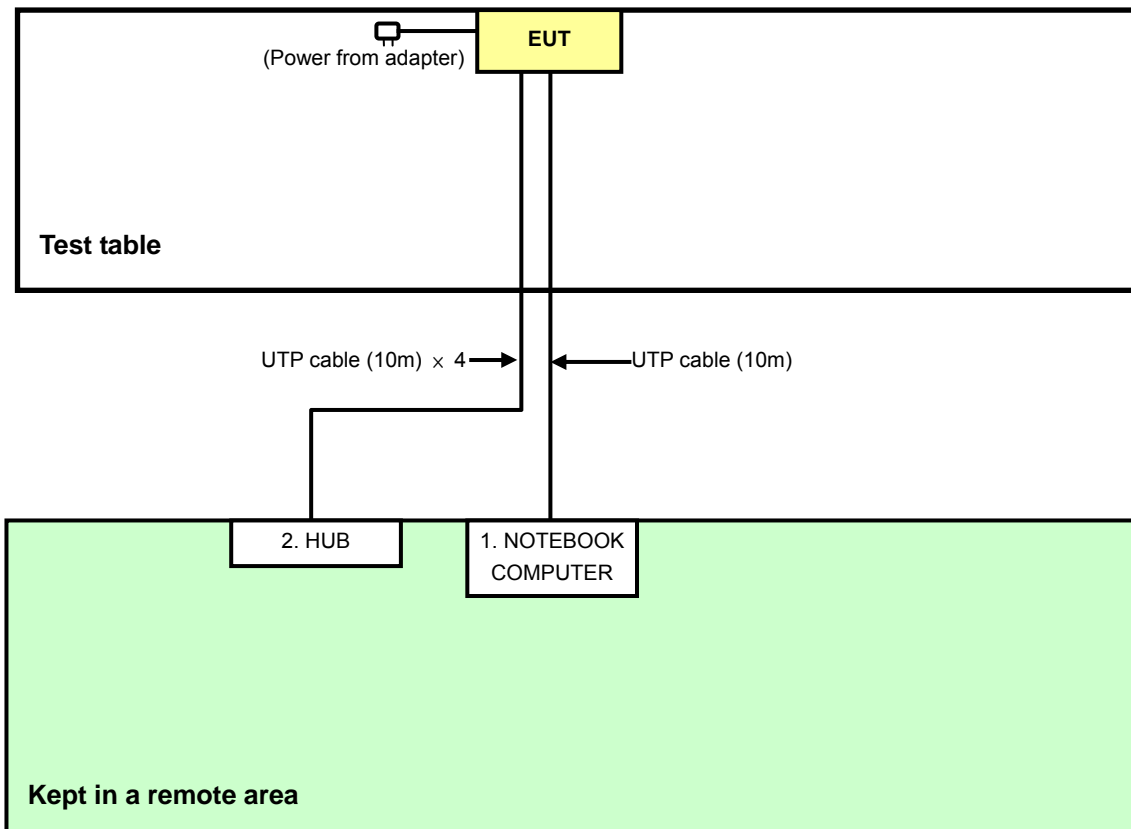 EUT
(Power from adapter)
Test table
UTP cable (10m) × 4
UTP cable (10m)
2. HUB
1. NOTEBOOK
COMPUTER
Kept in a remote area